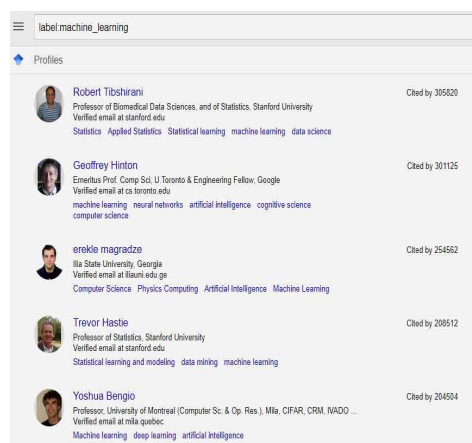 label:machine_learning
Profiles
Robert Tibshirani
Cited by 305820
Professor of Biomedical Data Sciences, and of Statistics, Stanford University
Verified email at stanford.edu
Statistics Applied Statistics Statistical learning machine learning data science
Geoffrey Hinton
Cited by 301125
Emeritus Prof. Comp Sci, U.Toronto & Engineering Fellow, Google
Verified email at cs.toronto.edu
machine learning neural networks artificial intelligence cognitive science
computer science
erekle magradze
Cited by 254562
Ilia State University, Georgia
Verified email at iliauni.edu.ge
Computer Science Physics Computing Artificial Intelligence Machine Learning
Trevor Hastie
Cited by 208512
Professor of Statistics, Stanford University
Verified email at stanford.edu
Statistical learning and modeling data mining machine learning
Yoshua Bengio
Cited by 204504
Professor, University of Montreal (Computer Sc. & Op. Res.), Mila, CIFAR, CRM, IVADO ...
Verified email at mila.quebec
Machine learning deep learning artificial intelligence